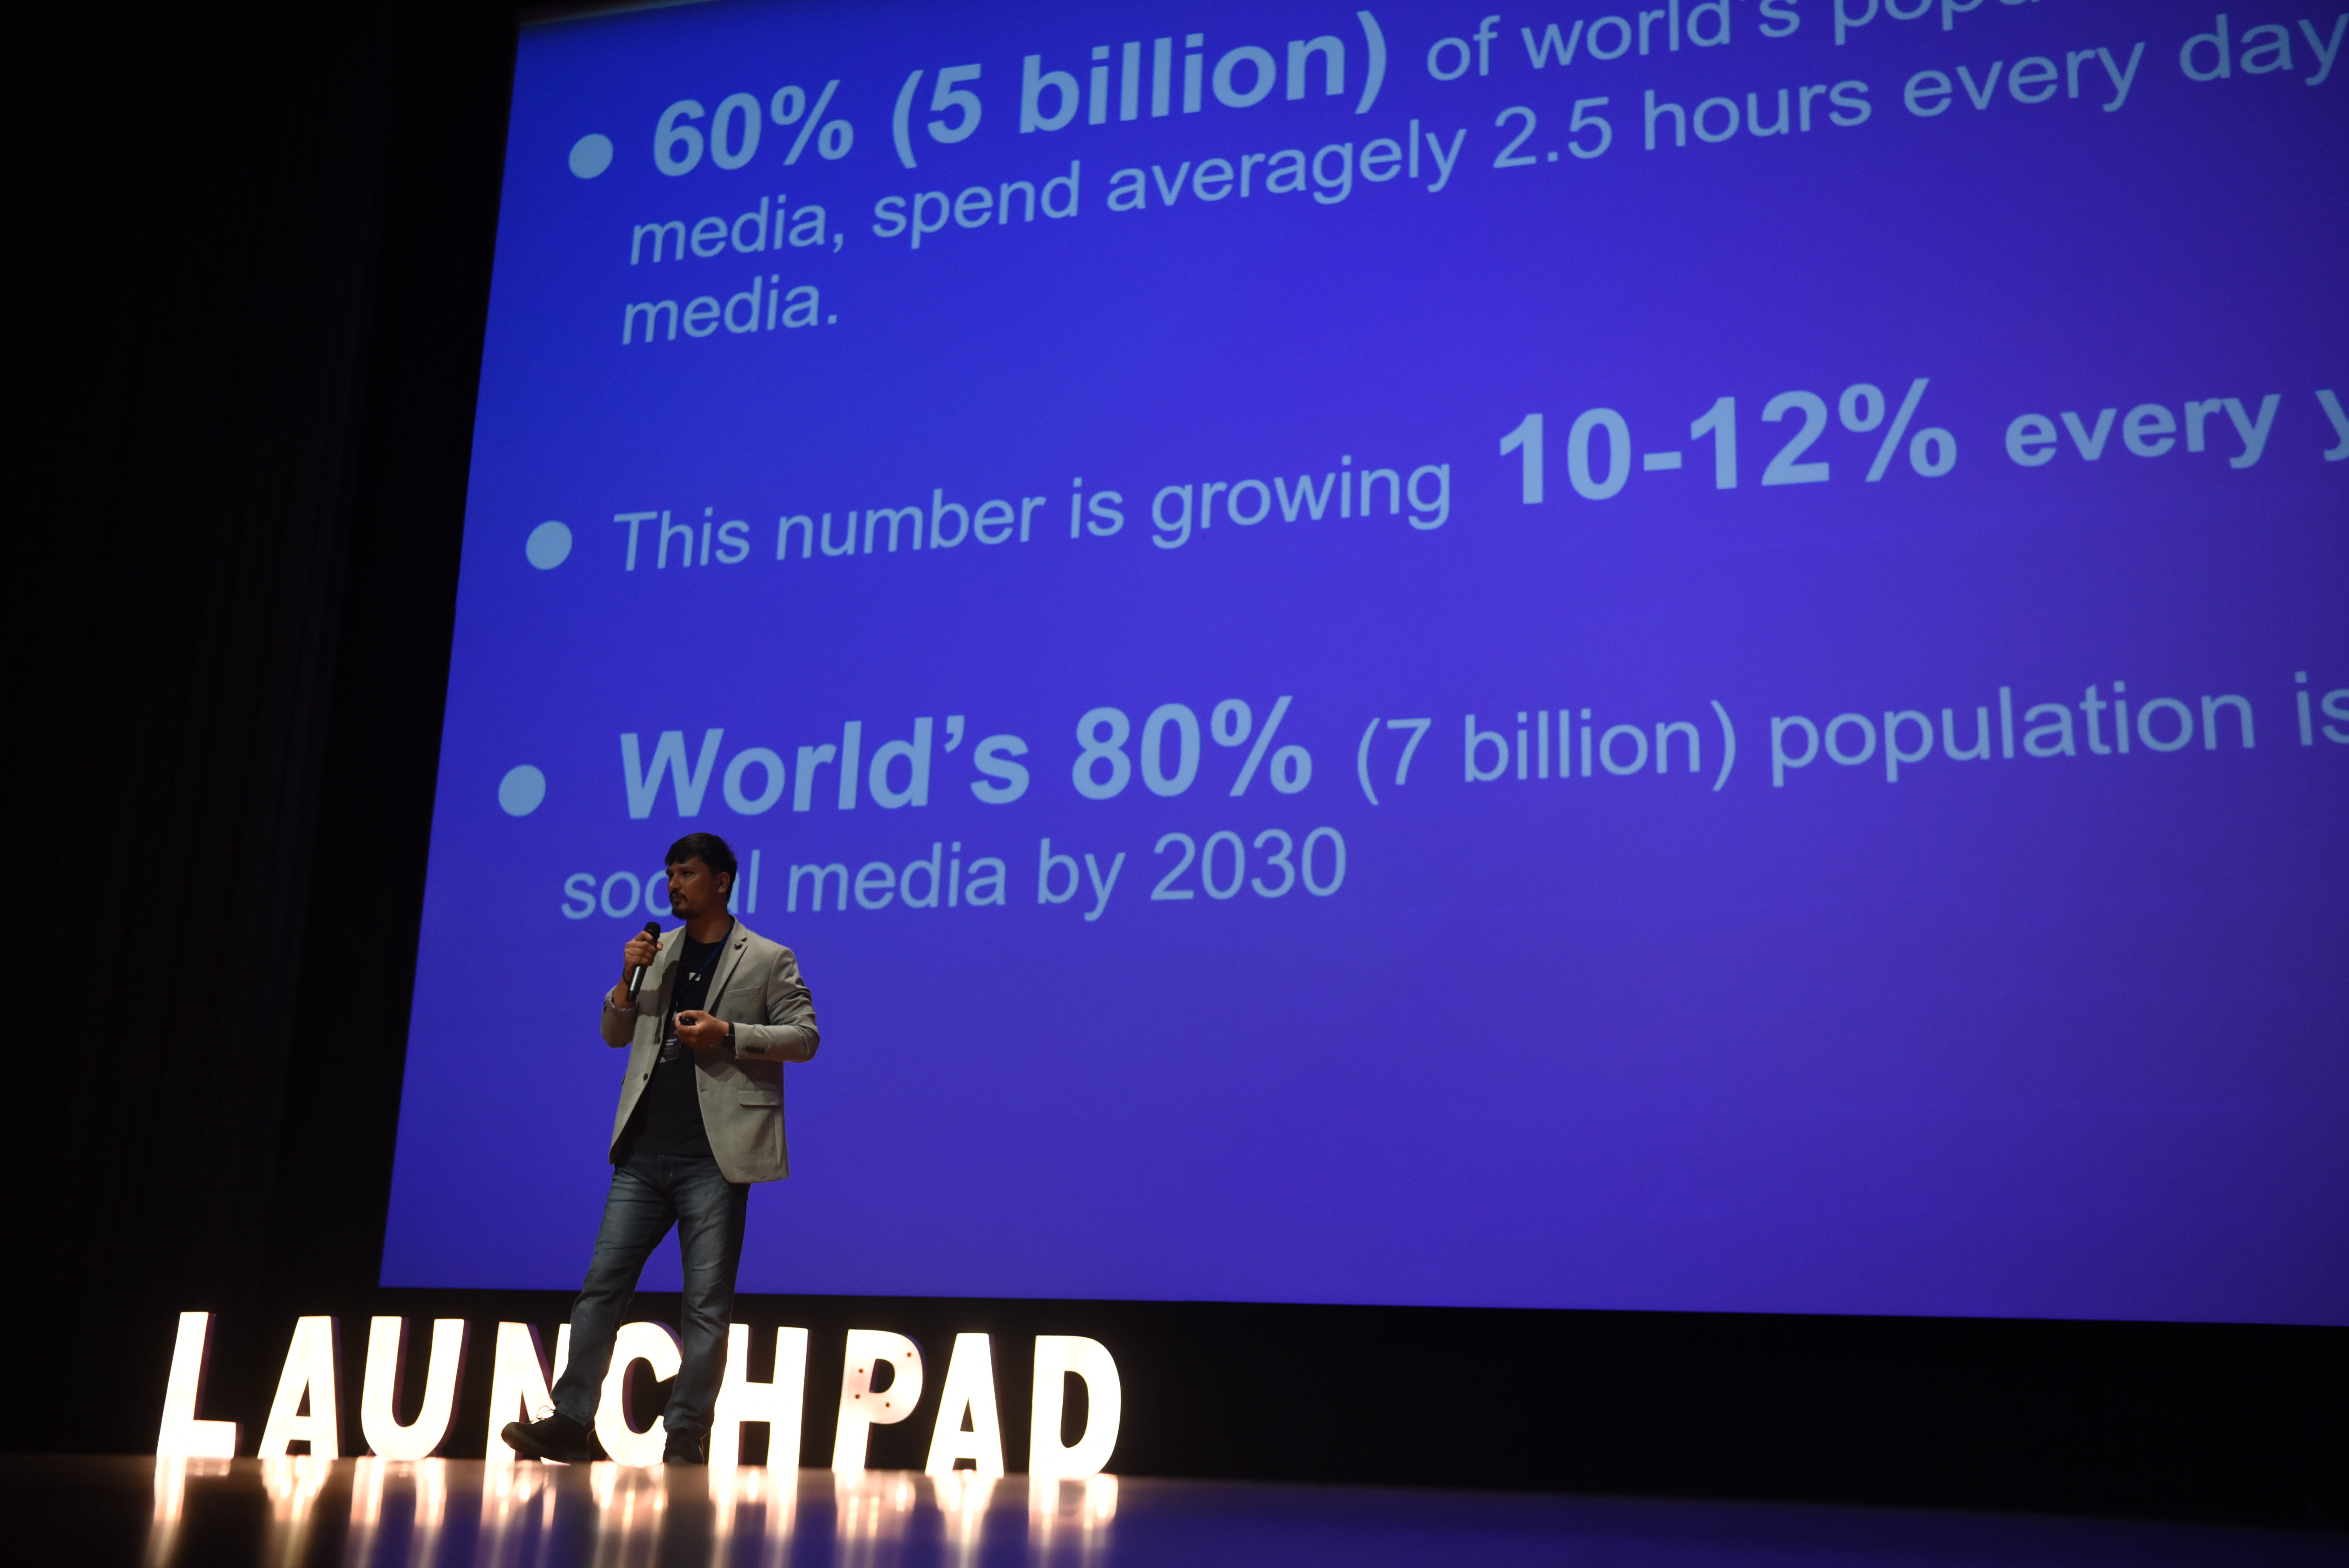 60% (5 billion) of world's
media, spend averagely 2.5 hours every day
media.
This number is growing 10-12% every
World's 80% (7 billion) population is
social media by 2030
LAUNCHPAD